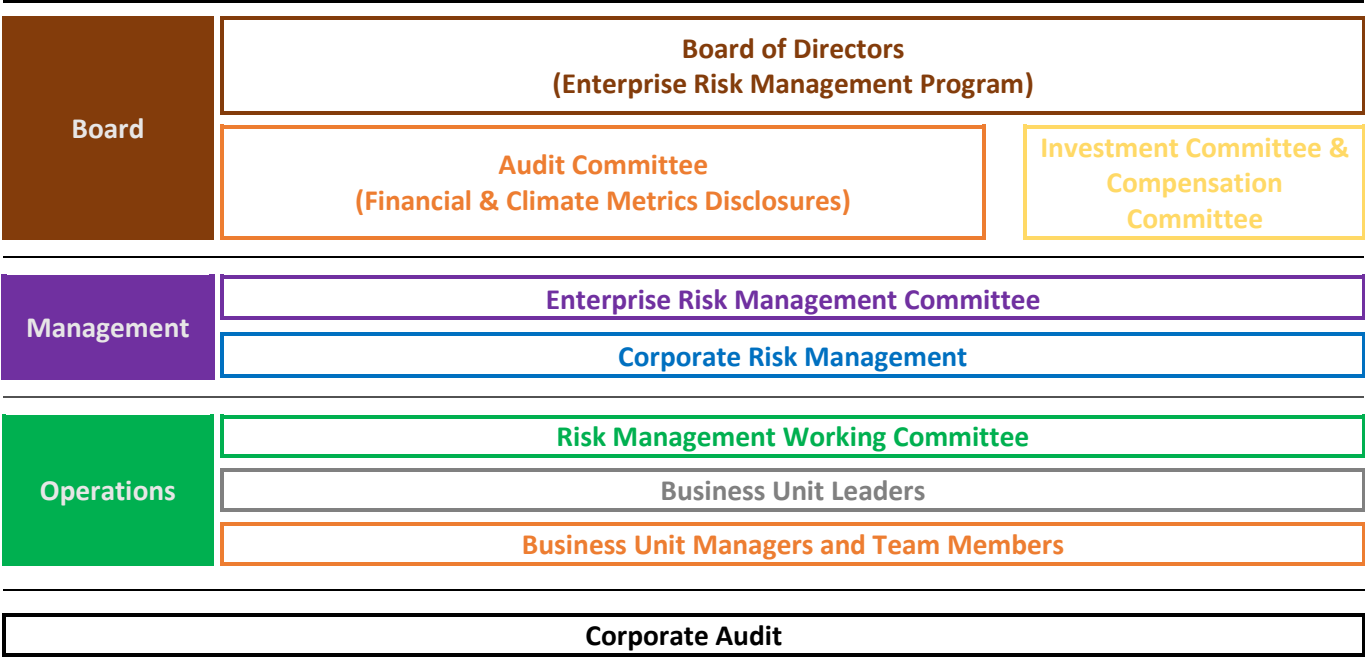 Board
Board of Directors
(Enterprise Risk Management Program)
Audit Committee
(Financial & Climate Metrics Disclosures)
Investment Committee &
Compensation
Committee
Management
Enterprise Risk Management Committee
Corporate Risk Management
Operations
Risk Management Working Committee
Business Unit Leaders
Business Unit Managers and Team Members
Corporate Audit